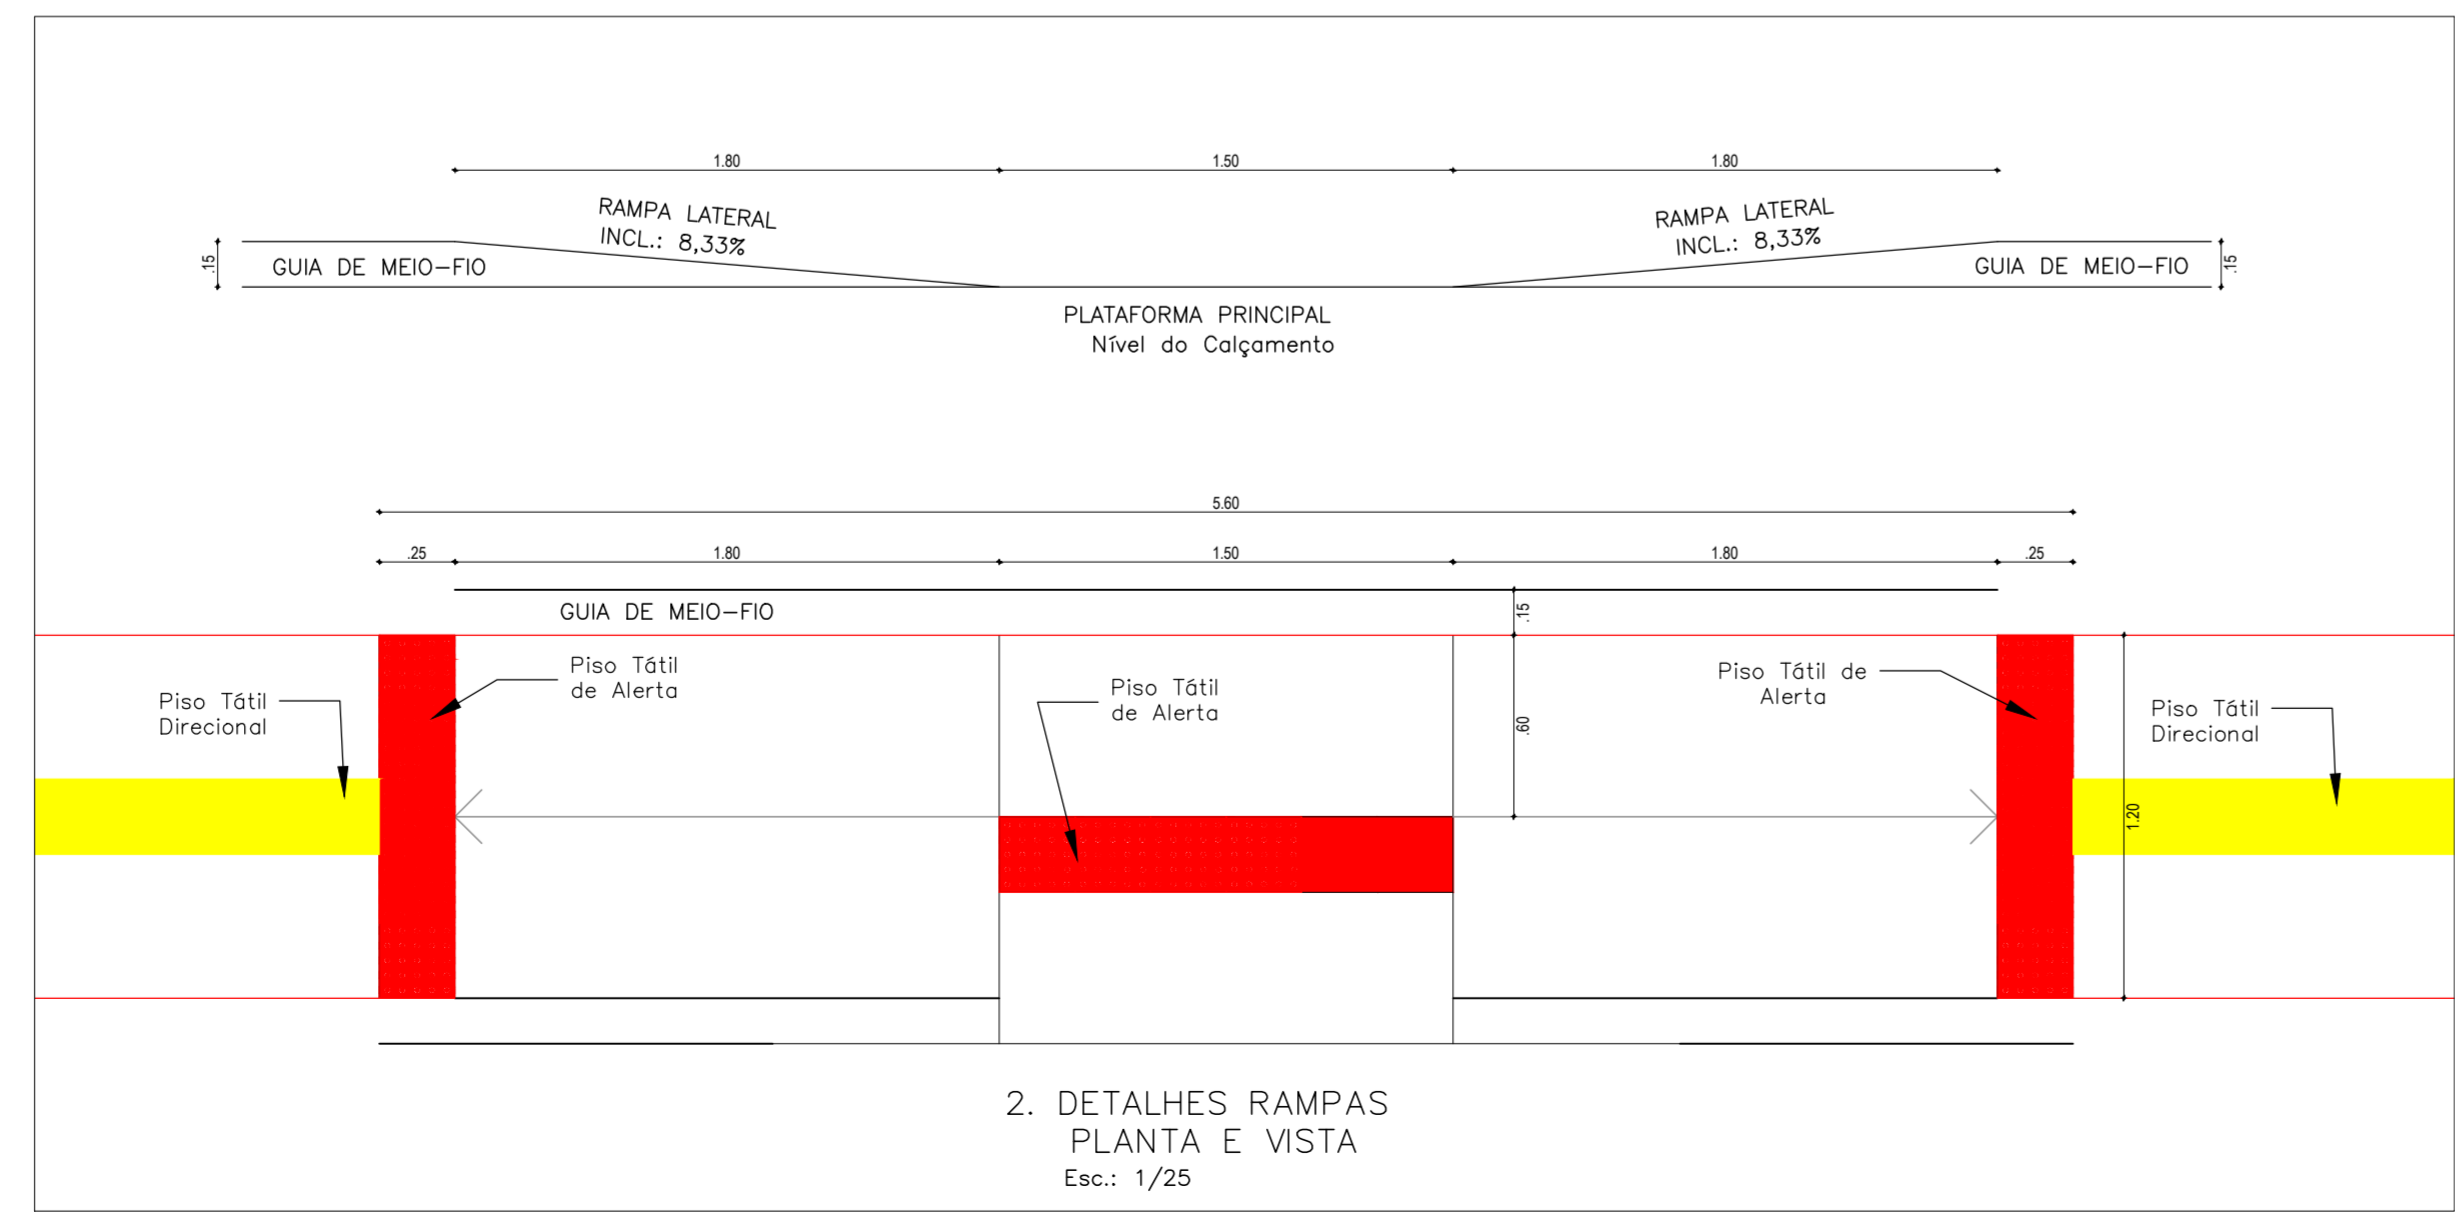 1.80
1.50
1.80
RAMPA LATERAL
INCL.: 8,33%
RAMPA LATERAL
INCL.: 8,33%
.15
GUIA DE MEIO-FIO
GUIA DE MEIO-FIO
.15
PLATAFORMA PRINCIPAL
Nível do Calçamento
5.60
.25
1.80
1.50
1.80
.25
GUIA DE MEIO-FIO
.15
Piso Tátil
de Alerta
Piso Tátil
Direcional
Piso Tátil
de Alerta
.60
Piso Tátil de
Alerta
Piso Tátil
Direcional
1.20
2. DETALHES RAMPAS
PLANTA E VISTA
Esc.: 1/25